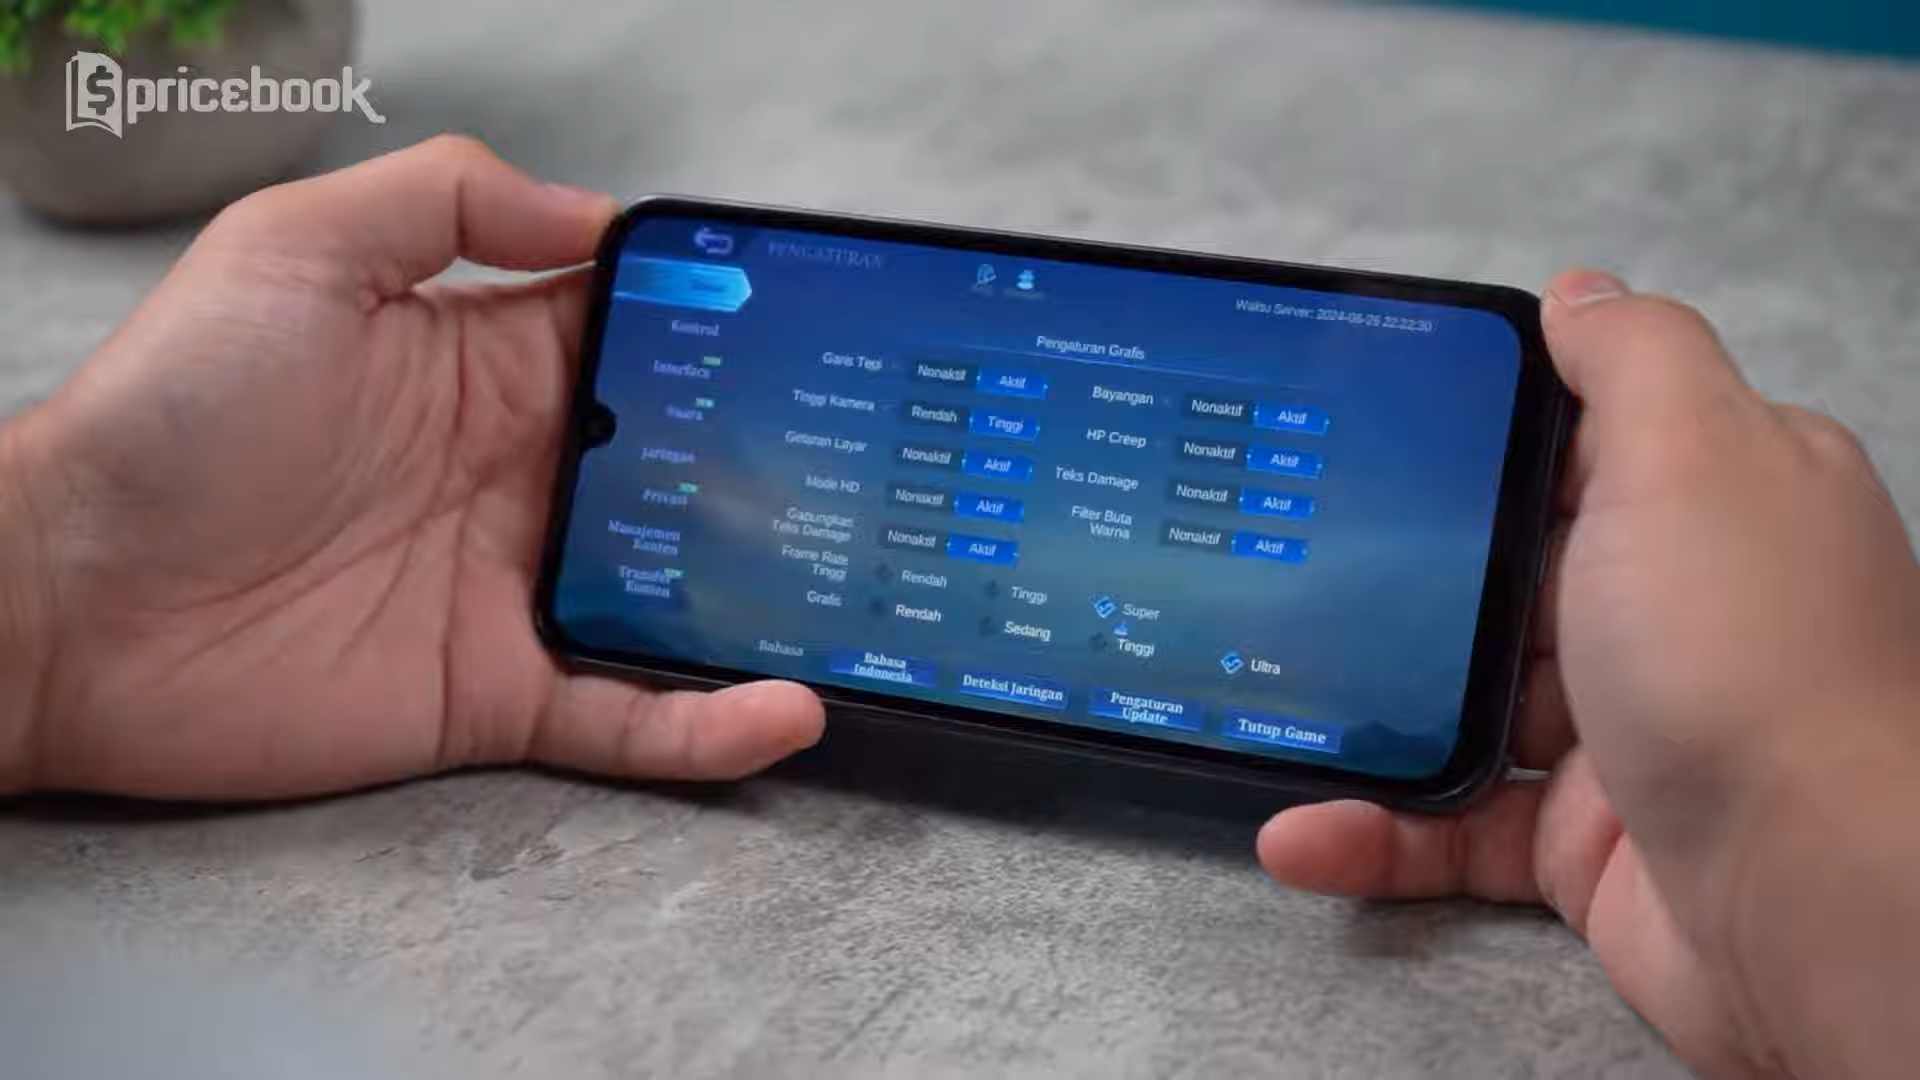 pricebook
PENGATURAN
Waktu Server: 2024-06-26 22:22:30
Kontrol
Interface
Suara
Jaringan
Privasi
Manajemen
Konten
Transfer
Konten
Pengaturan Grafis
Garis Tepi Nonaktif Aktif
Bayangan Nonaktif Aktif
Tinggi Kamera Rendah Tinggi
HP Creep Nonaktif Aktif
Getaran Layar Nonaktif Aktif
Teks Damage Nonaktif Aktif
Mode HD Nonaktif Aktif
Filter Buta
Warna Nonaktif Aktif
Gabungkan
Teks Damage Nonaktif Aktif
Frame Rate
Tinggi Rendah Tinggi Super
Grafis Rendah Sedang Tinggi Ultra
Bahasa
Bahasa
Indonesia
Deteksi Jaringan
Pengaturan
Update
Tutup Game